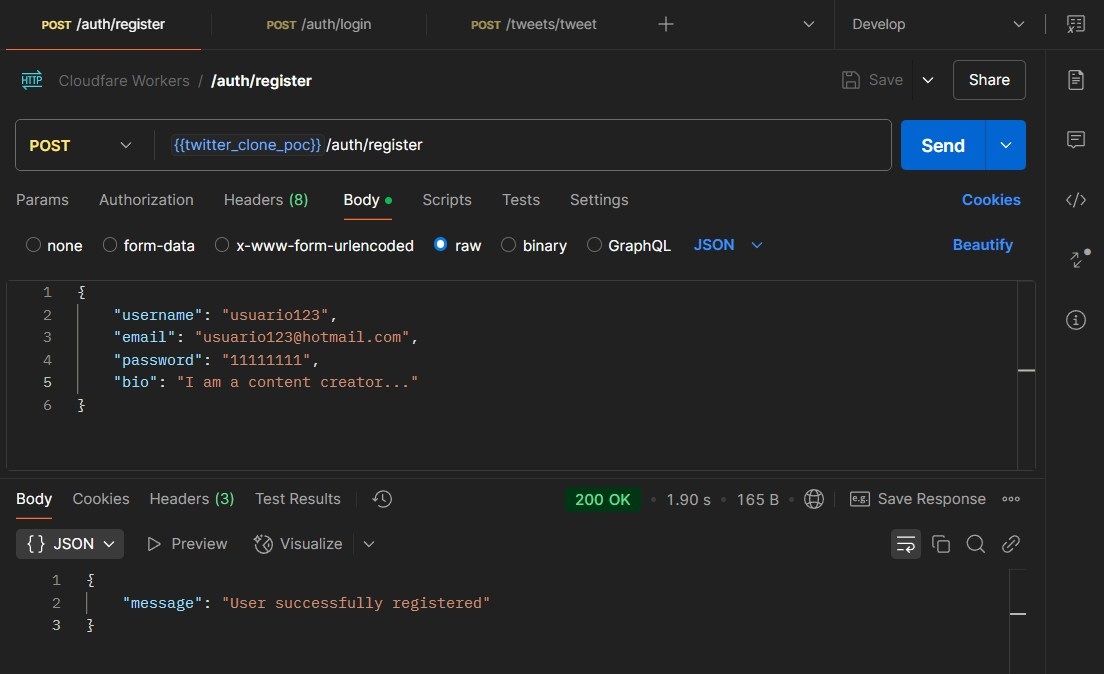 POST /auth/register POST /auth/login POST /tweets/tweet Develop
HTTP Cloudfare Workers / /auth/register Save Share
POST {{twitter_clone_poc}} /auth/register Send
Params Authorization Headers (8) Body Scripts Tests Settings Cookies
none form-data x-www-form-urlencoded raw binary GraphQL JSON Beautify
1 {
2 "username": "usuario123",
3 "email": "usuario123@hotmail.com",
4 "password": "11111111",
5 "bio": "I am a content creator..."
6 }
Body Cookies Headers (3) Test Results 200 OK • 1.90 s • 165 B • e.g. Save Response
{} JSON Preview Visualize
1 {
2 "message": "User successfully registered"
3 }